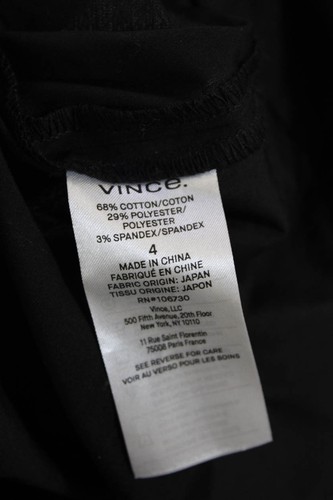 VINCE.
68% COTTON/COTON
29% POLYESTER/
POLYESTER
3% SPANDEX/SPANDEX
4
MADE IN CHINA
FABRIQUÉ EN CHINE
FABRIC ORIGIN: JAPAN
TISSU ORIGINE: JAPON
RN#106730
Vince, LLC
500 Fifth Avenue, 20th Floor
New York, NY 10110
11 Rue Saint Florentin
75008 Paris France
SEE REVERSE FOR CARE
VOIR AU VERSO POUR LES SOINS